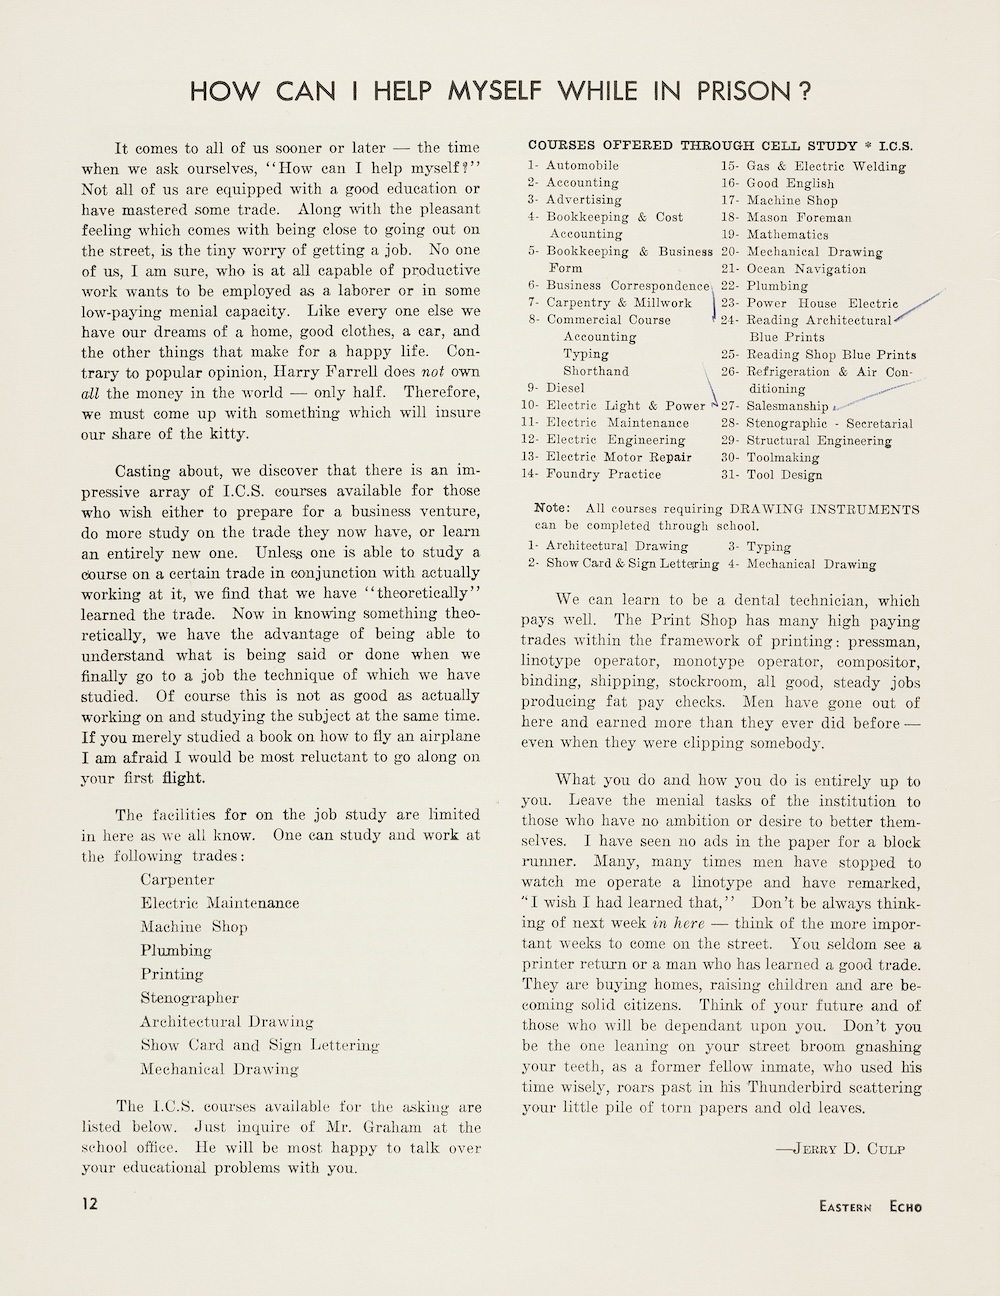 HOW CAN I HELP MYSELF WHILE IN PRISON?
It comes to all of us sooner or later — the time
when we ask ourselves, "How can I help myself?"
Not all of us are equipped with a good education or
have mastered some trade. Along with the pleasant
feeling which comes with being close to going out on
the street, is the tiny worry of getting a job. No one
of us, I am sure, who is at all capable of productive
work wants to be employed as a laborer or in some
low-paying menial capacity. Like every one else we
have our dreams of a home, good clothes, a car, and
the other things that make for a happy life. Con-
trary to popular opinion, Harry Farrell does not own
all the money in the world — only half. Therefore,
we must come up with something which will insure
our share of the kitty.
Casting about, we discover that there is an im-
pressive array of I.C.S. courses available for those
who wish either to prepare for a business venture,
do more study on the trade they now have, or learn
an entirely new one. Unless one is able to study a
course on a certain trade in conjunction with actually
working at it, we find that we have "theoretically"
learned the trade. Now in knowing something theo-
retically, we have the advantage of being able to
understand what is being said or done when we
finally go to a job the technique of which we have
studied. Of course this is not as good as actually
working on and studying the subject at the same time.
If you merely studied a book on how to fly an airplane
I am afraid I would be most reluctant to go along on
your first flight.
The facilities for on the job study are limited
in here as we all know. One can study and work at
the following trades:
Carpenter
Electric Maintenance
Machine Shop
Plumbing
Printing
Stenographer
Architectural Drawing
Show Card and Sign Lettering
Mechanical Drawing
The I.C.S. courses available for the asking are
listed below. Just inquire of Mr. Graham at the
school office. He will be most happy to talk over
your educational problems with you.
COURSES OFFERED THROUGH CELL STUDY * I.C.S.
1- Automobile
2- Accounting
3- Advertising
4- Bookkeeping & Cost
Accounting
5- Bookkeeping & Business
Form
6- Business Correspondence
7- Carpentry & Millwork
8- Commercial Course
Accounting
Typing
Shorthand
9- Diesel
10- Electric Light & Power
11- Electric Maintenance
12- Electric Engineering
13- Electric Motor Repair
14- Foundry Practice
15- Gas & Electric Welding
16- Good English
17- Machine Shop
18- Mason Foreman
19- Mathematics
20- Mechanical Drawing
21- Ocean Navigation
22- Plumbing
23- Power House Electric
24- Reading Architectural
Blue Prints
25- Reading Shop Blue Prints
26- Refrigeration & Air Con-
ditioning
27- Salesmanship
28- Stenographic - Secretarial
29- Structural Engineering
30- Toolmaking
31- Tool Design
Note: All courses requiring DRAWING INSTRUMENTS
can be completed through school.
1- Architectural Drawing 3- Typing
2- Show Card & Sign Lettering 4- Mechanical Drawing
We can learn to be a dental technician, which
pays well. The Print Shop has many high paying
trades within the framework of printing: pressman,
linotype operator, monotype operator, compositor,
binding, shipping, stockroom, all good, steady jobs
producing fat pay checks. Men have gone out of
here and earned more than they ever did before —
even when they were clipping somebody.
What you do and how you do is entirely up to
you. Leave the menial tasks of the institution to
those who have no ambition or desire to better them-
selves. I have seen no ads in the paper for a block
runner. Many, many times men have stopped to
watch me operate a linotype and have remarked,
"I wish I had learned that," Don't be always think-
ing of next week in here — think of the more impor-
tant weeks to come on the street. You seldom see a
printer return or a man who has learned a good trade.
They are buying homes, raising children and are be-
coming solid citizens. Think of your future and of
those who will be dependant upon you. Don't you
be the one leaning on your street broom gnashing
your teeth, as a former fellow inmate, who used his
time wisely, roars past in his Thunderbird scattering
your little pile of torn papers and old leaves.
—JERRY D. CULP
12
EASTERN ECHO